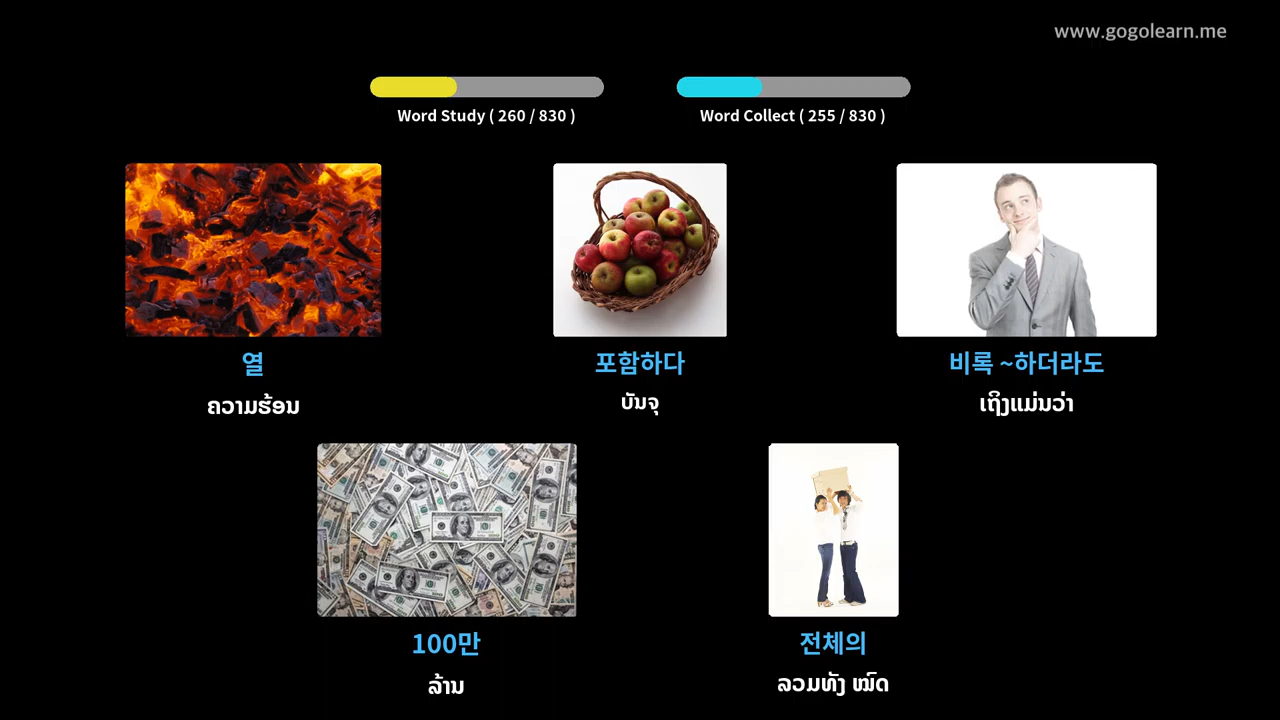 www.gogolearn.me
Word Study ( 260 / 830 )
Word Collect ( 255 / 830 )
열
ຄວາມຮ້ອນ
포함하다
ບັນຈຸ
비록 ~하더라도
ເຖິງແມ່ນວ່າ
100만
ລ້ານ
전체의
ລວມທັງ ໝົດ